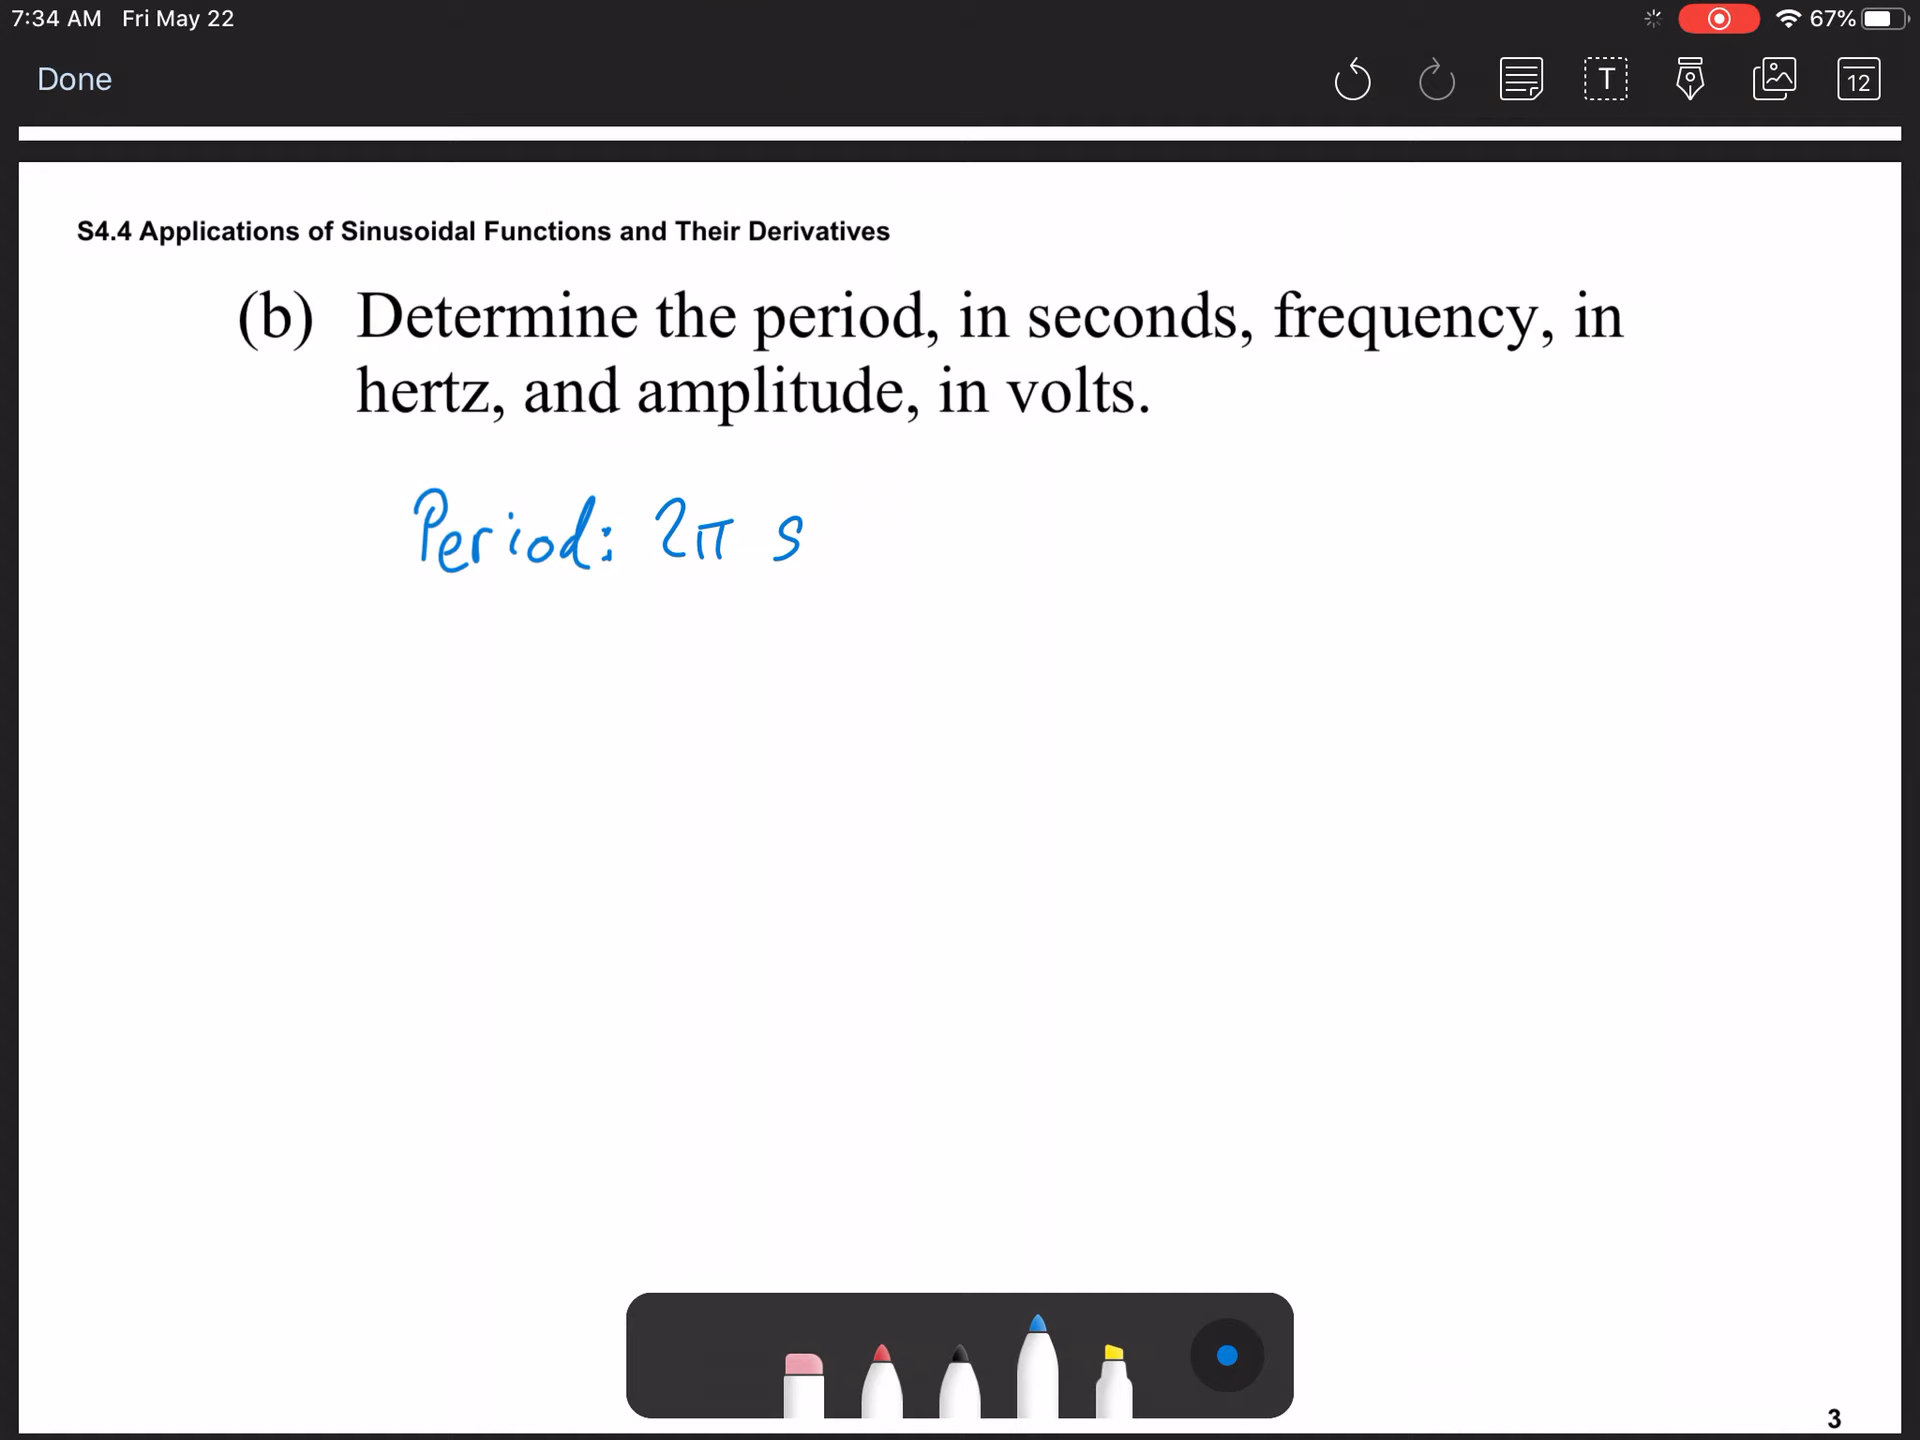 7:34 AM Fri May 22
67%
Done
T
12
S4.4 Applications of Sinusoidal Functions and Their Derivatives
(b) Determine the period, in seconds, frequency, in
hertz, and amplitude, in volts.
Period: 2π s
3